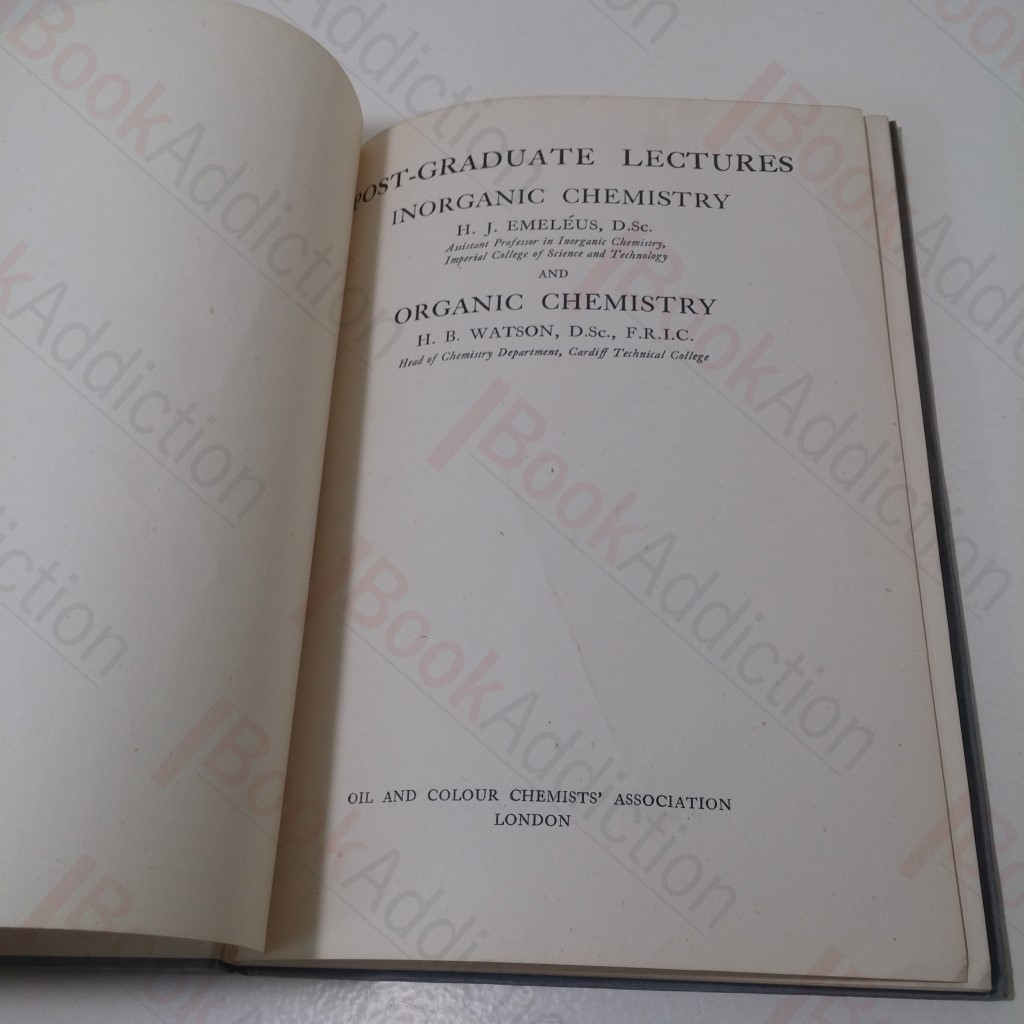 POST-GRADUATE LECTURES
INORGANIC CHEMISTRY
H. J. EMELÉUS, D.Sc.
Assistant Professor in Inorganic Chemistry,
Imperial College of Science and Technology
AND
ORGANIC CHEMISTRY
H. B. WATSON, D.Sc., F.R.I.C.
Head of Chemistry Department, Cardiff Technical College
OIL AND COLOUR CHEMISTS' ASSOCIATION
LONDON
BookAddiction